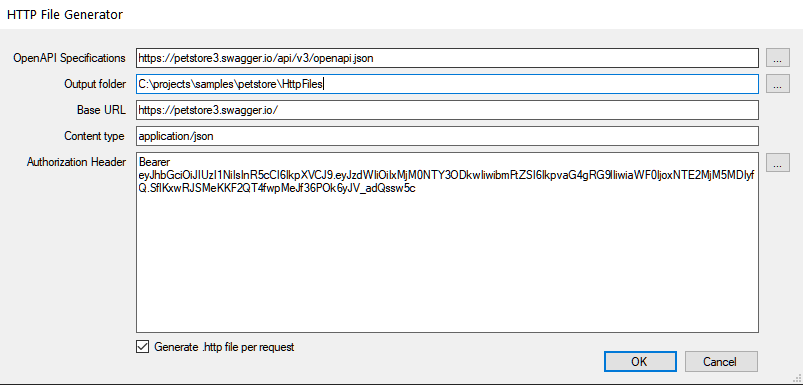 HTTP File Generator
OpenAPI Specifications https://petstore3.swagger.io/api/v3/openapi.json ...
Output folder C:\projects\samples\petstore\HttpFiles ...
Base URL https://petstore3.swagger.io/
Content type application/json
Authorization Header Bearer ...
eyJhbGciOiJIUzI1NiIsInR5cCI6IkpXVCJ9.eyJzdWIiOiIxMjM0NTY3ODkwIiwibmFtZSI6IkpvaG4gRG9lIiwiaWF0IjoxNTE2MjM5MDIyf
Q.SflKxwRJSMeKKF2QT4fwpMeJf36POk6yJV_adQssw5c
Generate .http file per request
OK Cancel